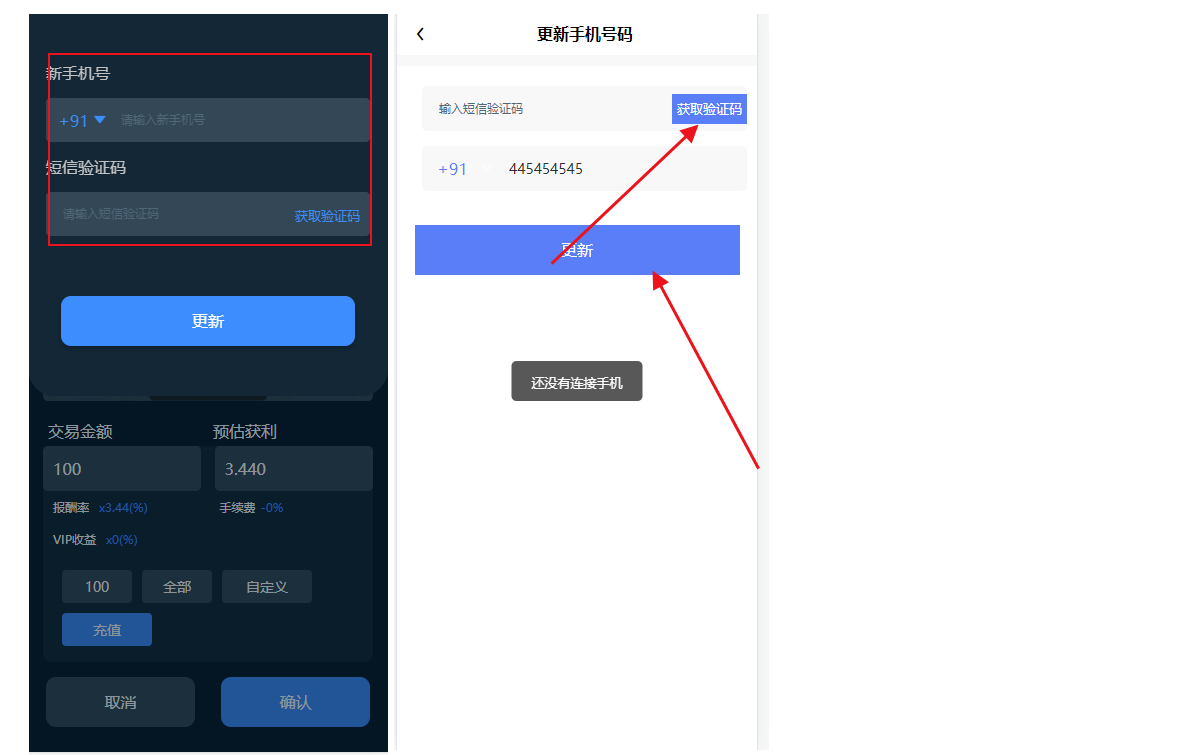 新手机号
+91 请输入新手机号
短信验证码
请输入短信验证码 获取验证码
更新
交易金额 预估获利
100 3.440
报酬率 x3.44(%) 手续费 -0%
VIP收益 x0(%)
100 全部 自定义
充值
取消 确认
更新手机号码
输入短信验证码 获取验证码
+91 445454545
更新
还没有连接手机